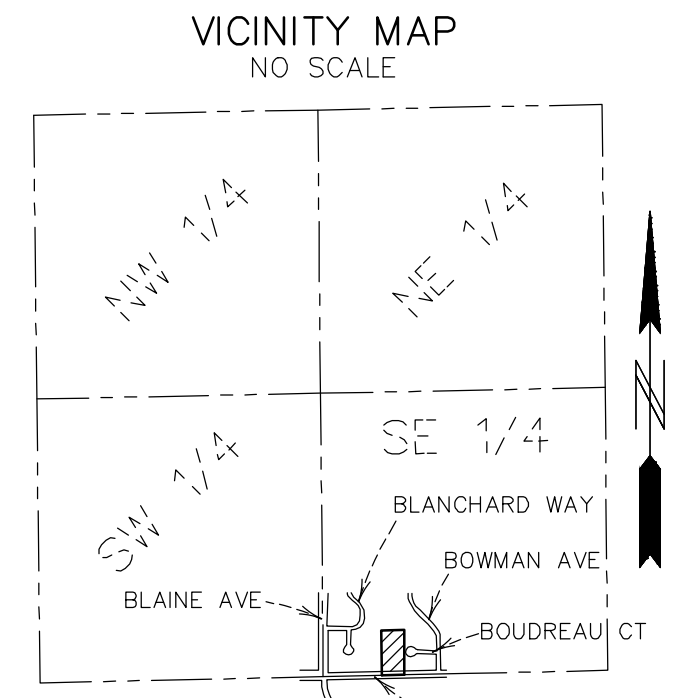 VICINITY MAP
NO SCALE
NW 1/4
NE 1/4
N
SW 1/4
SE 1/4
BLANCHARD WAY
BOWMAN AVE
BLAINE AVE
BOUDREAU CT